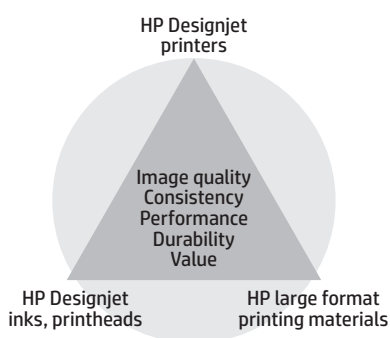 HP Designjet
printers
Image quality
Consistency
Performance
Durability
Value
HP Designjet
inks, printheads
HP large format
printing materials